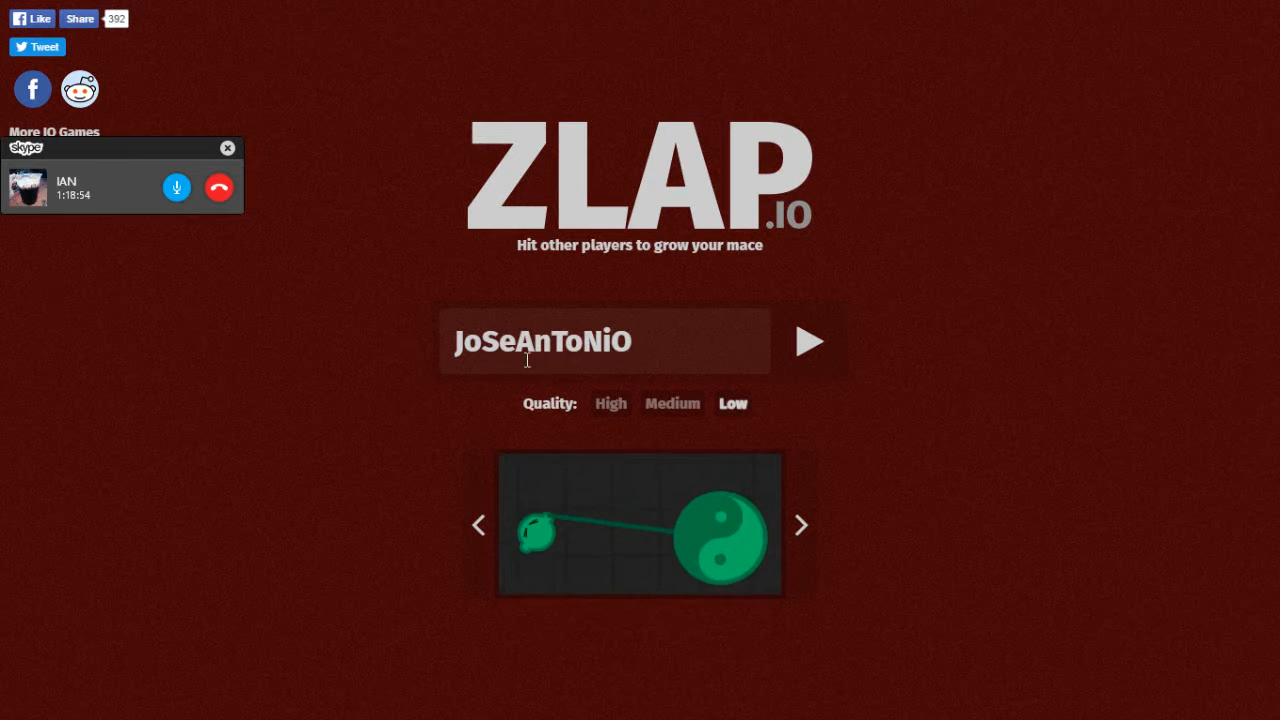 Like Share 392
Tweet
More IO Games
skype
IAN
1:18:54
ZLAP
.IO
Hit other players to grow your mace
JoSeAnToNiO
Quality: High Medium Low